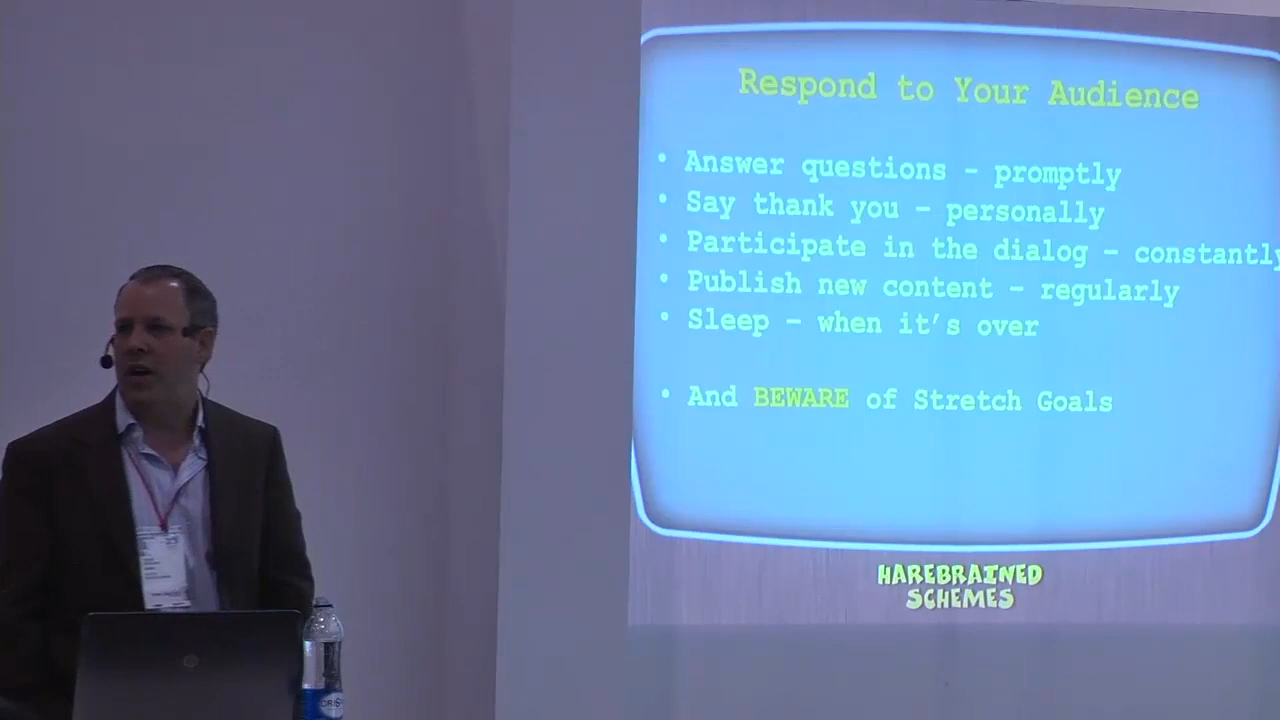 Respond to Your Audience
• Answer questions – promptly
• Say thank you – personally
• Participate in the dialog – constantly
• Publish new content – regularly
• Sleep – when it's over
• And BEWARE of Stretch Goals
HAREBRAINED
SCHEMES